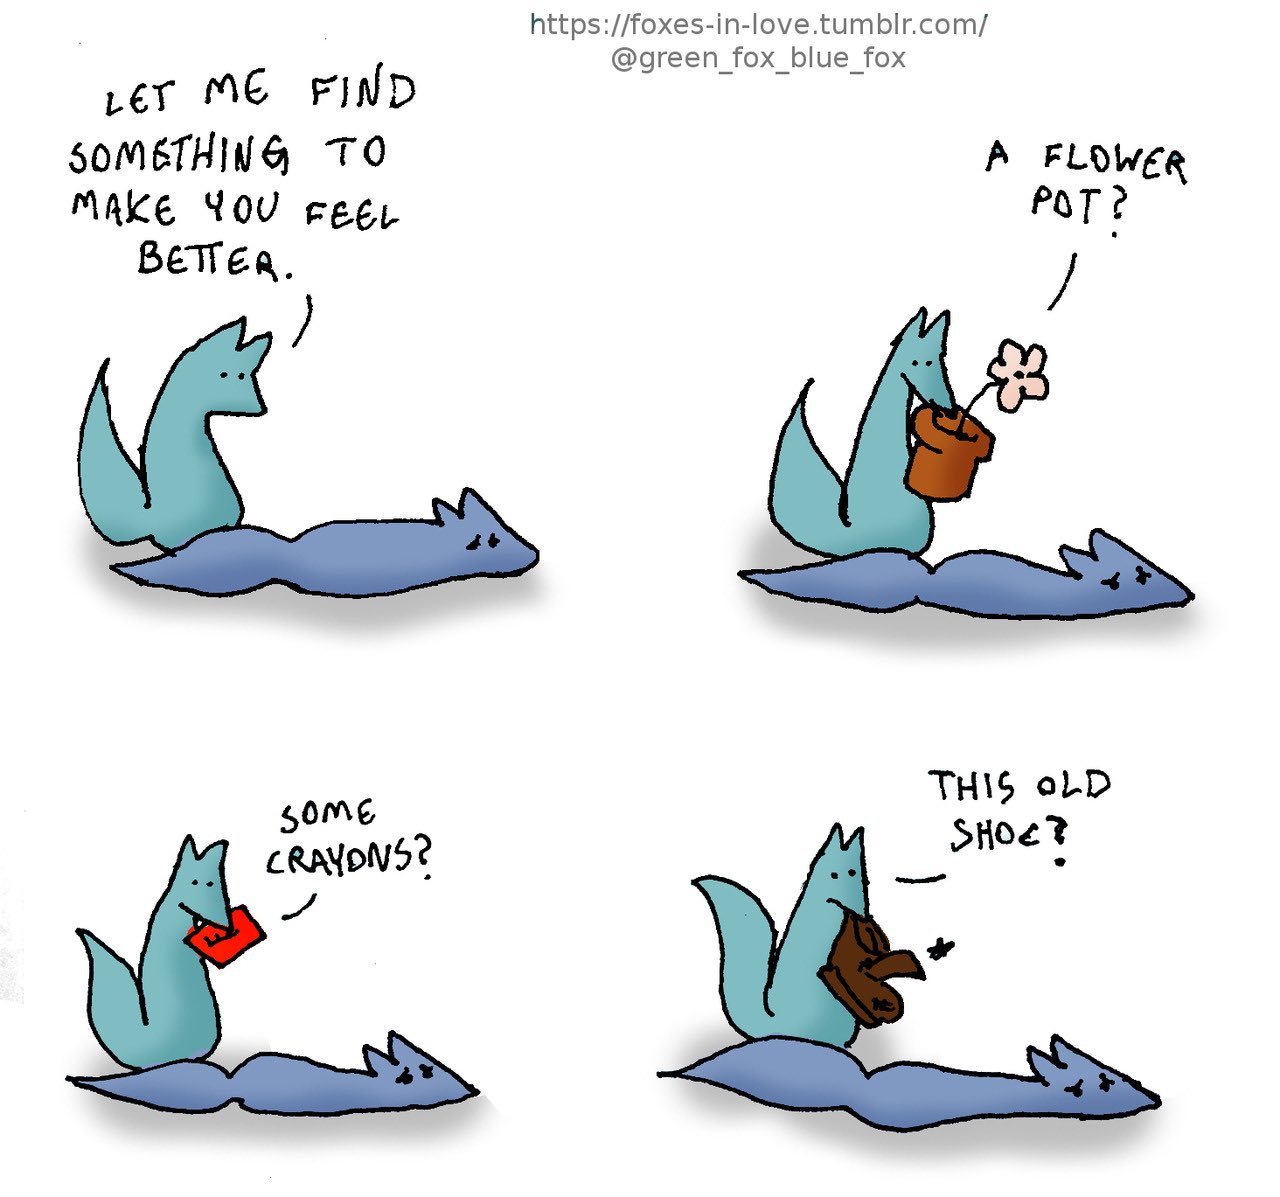 https://foxes-in-love.tumblr.com/
@green_fox_blue_fox
LET ME FIND
SOMETHING TO
MAKE YOU FEEL
BETTER.
A FLOWER
POT?
SOME
CRAYONS?
THIS OLD
SHOE?